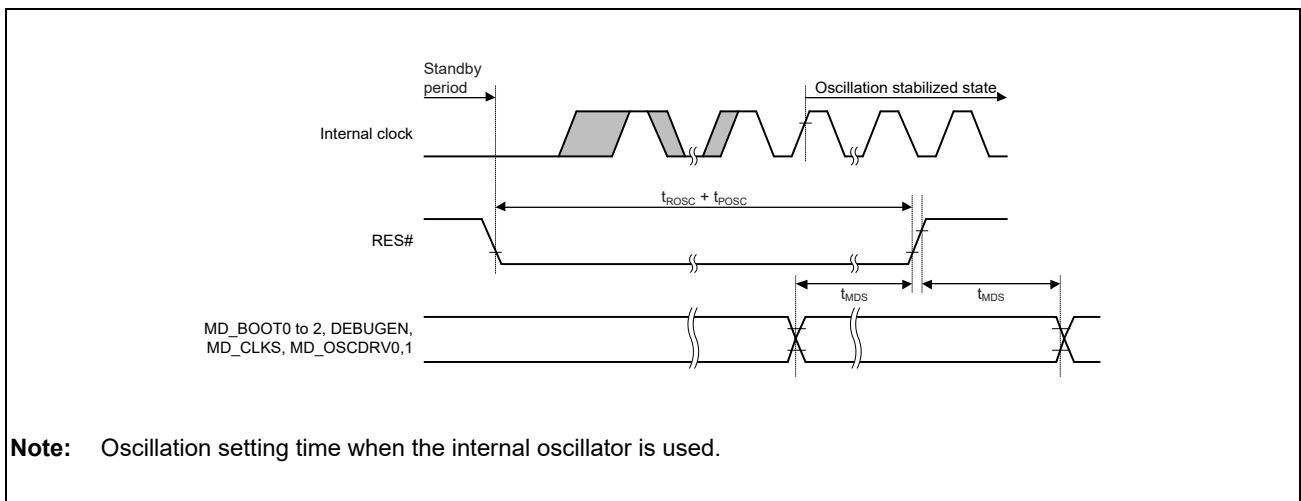 Standby
period
Oscillation stabilized state
Internal clock
tROSC + tPOSC
RES#
tMDS
tMDS
MD_BOOT0 to 2, DEBUGEN,
MD_CLKS, MD_OSCDRV0,1
Note: Oscillation setting time when the internal oscillator is used.